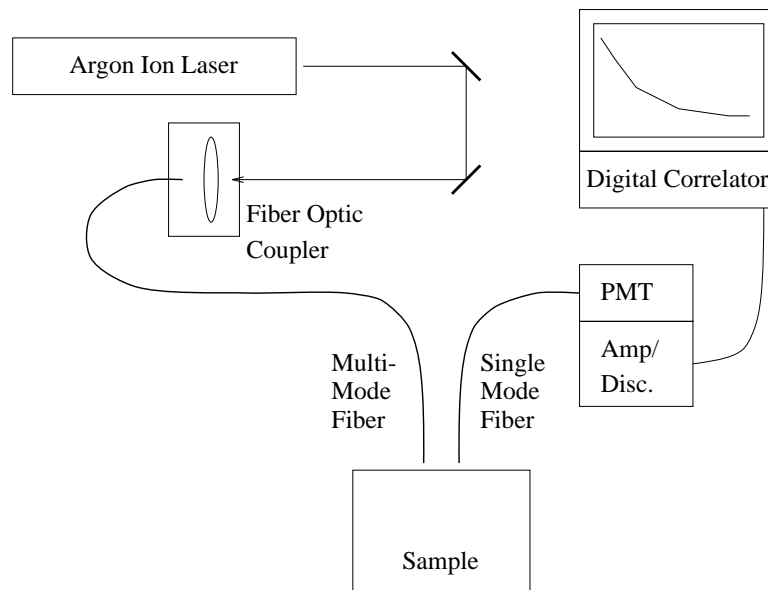 Argon Ion Laser
Fiber Optic
Coupler
Digital Correlator
PMT
Amp/
Disc.
Multi-
Mode
Fiber
Single
Mode
Fiber
Sample